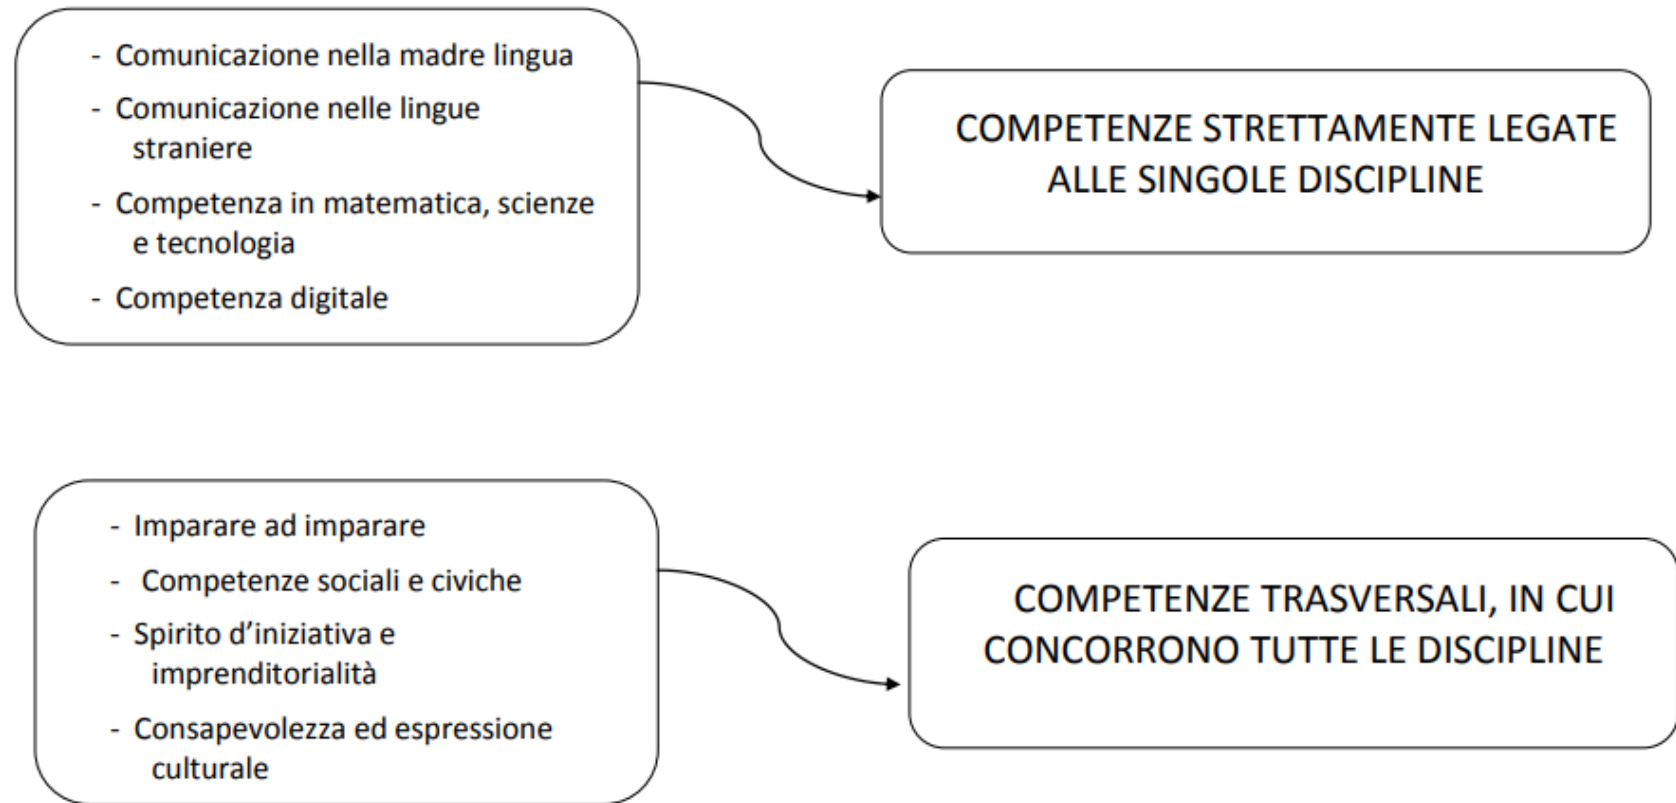 - Comunicazione nella madre lingua
- Comunicazione nelle lingue
straniere
- Competenza in matematica, scienze
e tecnologia
- Competenza digitale
COMPETENZE STRETTAMENTE LEGATE
ALLE SINGOLE DISCIPLINE
- Imparare ad imparare
- Competenze sociali e civiche
- Spirito d’iniziativa e
imprenditorialità
- Consapevolezza ed espressione
culturale
COMPETENZE TRASVERSALI, IN CUI
CONCORRONO TUTTE LE DISCIPLINE